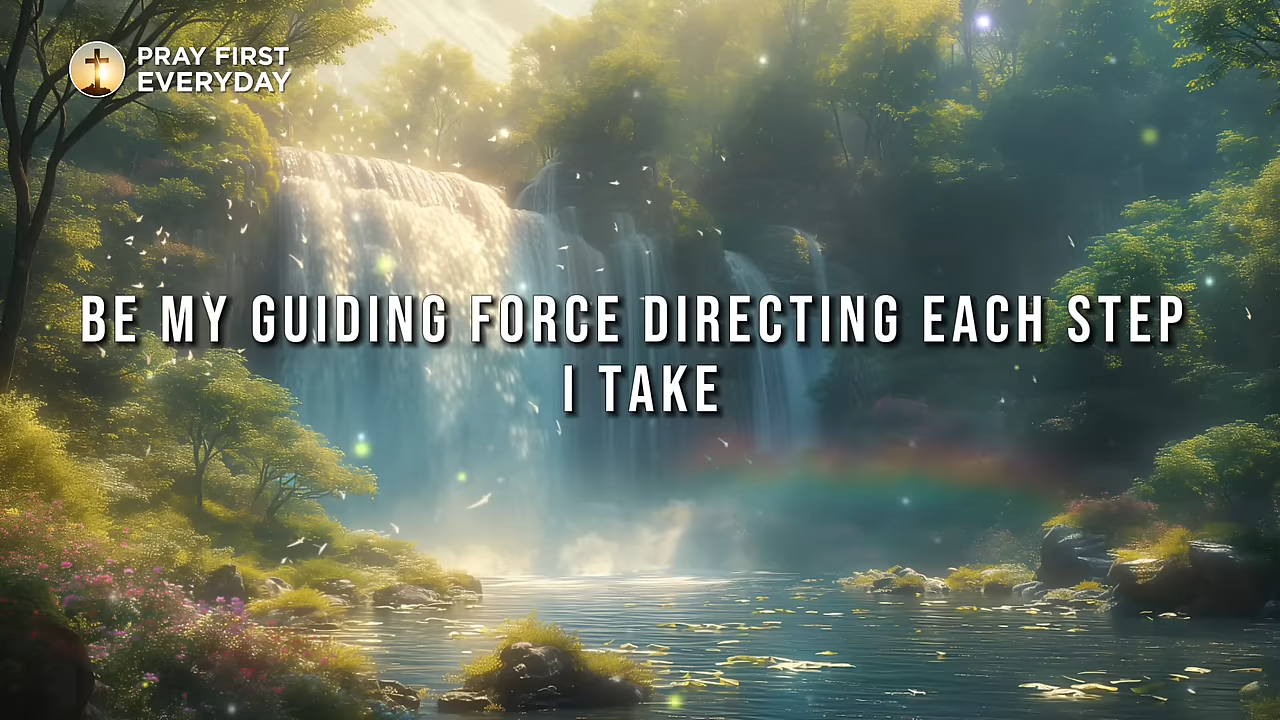 PRAY FIRST
EVERYDAY
BE MY GUIDING FORCE DIRECTING EACH STEP
I TAKE